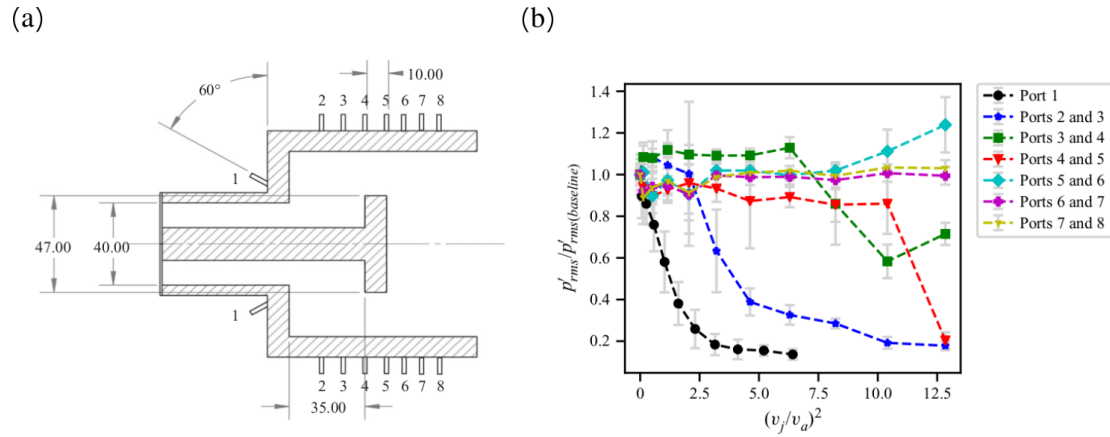 (a)
(b)
60°
10.00
2 3 4 5 6 7 8
1
47.00
40.00
1
2 3 4 5 6 7 8
35.00
p′rms/p′rms(baseline)
1.4
1.2
1.0
0.8
0.6
0.4
0.2
0 2.5 5.0 7.5 10.0 12.5
(vj/va)²
Port 1
Ports 2 and 3
Ports 3 and 4
Ports 4 and 5
Ports 5 and 6
Ports 6 and 7
Ports 7 and 8